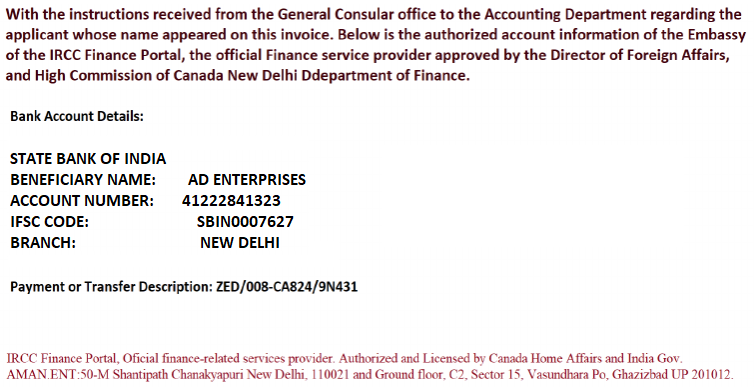 With the instructions received from the General Consular office to the Accounting Department regarding the
applicant whose name appeared on this invoice. Below is the authorized account information of the Embassy
of the IRCC Finance Portal, the official Finance service provider approved by the Director of Foreign Affairs,
and High Commission of Canada New Delhi Ddepartment of Finance.
Bank Account Details:
STATE BANK OF INDIA
BENEFICIARY NAME: AD ENTERPRISES
ACCOUNT NUMBER: 41222841323
IFSC CODE: SBIN0007627
BRANCH: NEW DELHI
Payment or Transfer Description: ZED/008-CA824/9N431
IRCC Finance Portal, Oficial finance-related services provider. Authorized and Licensed by Canada Home Affairs and India Gov.
AMAN.ENT:50-M Shantipath Chanakyapuri New Delhi, 110021 and Ground floor, C2, Sector 15, Vasundhara Po, Ghazizbad UP 201012.